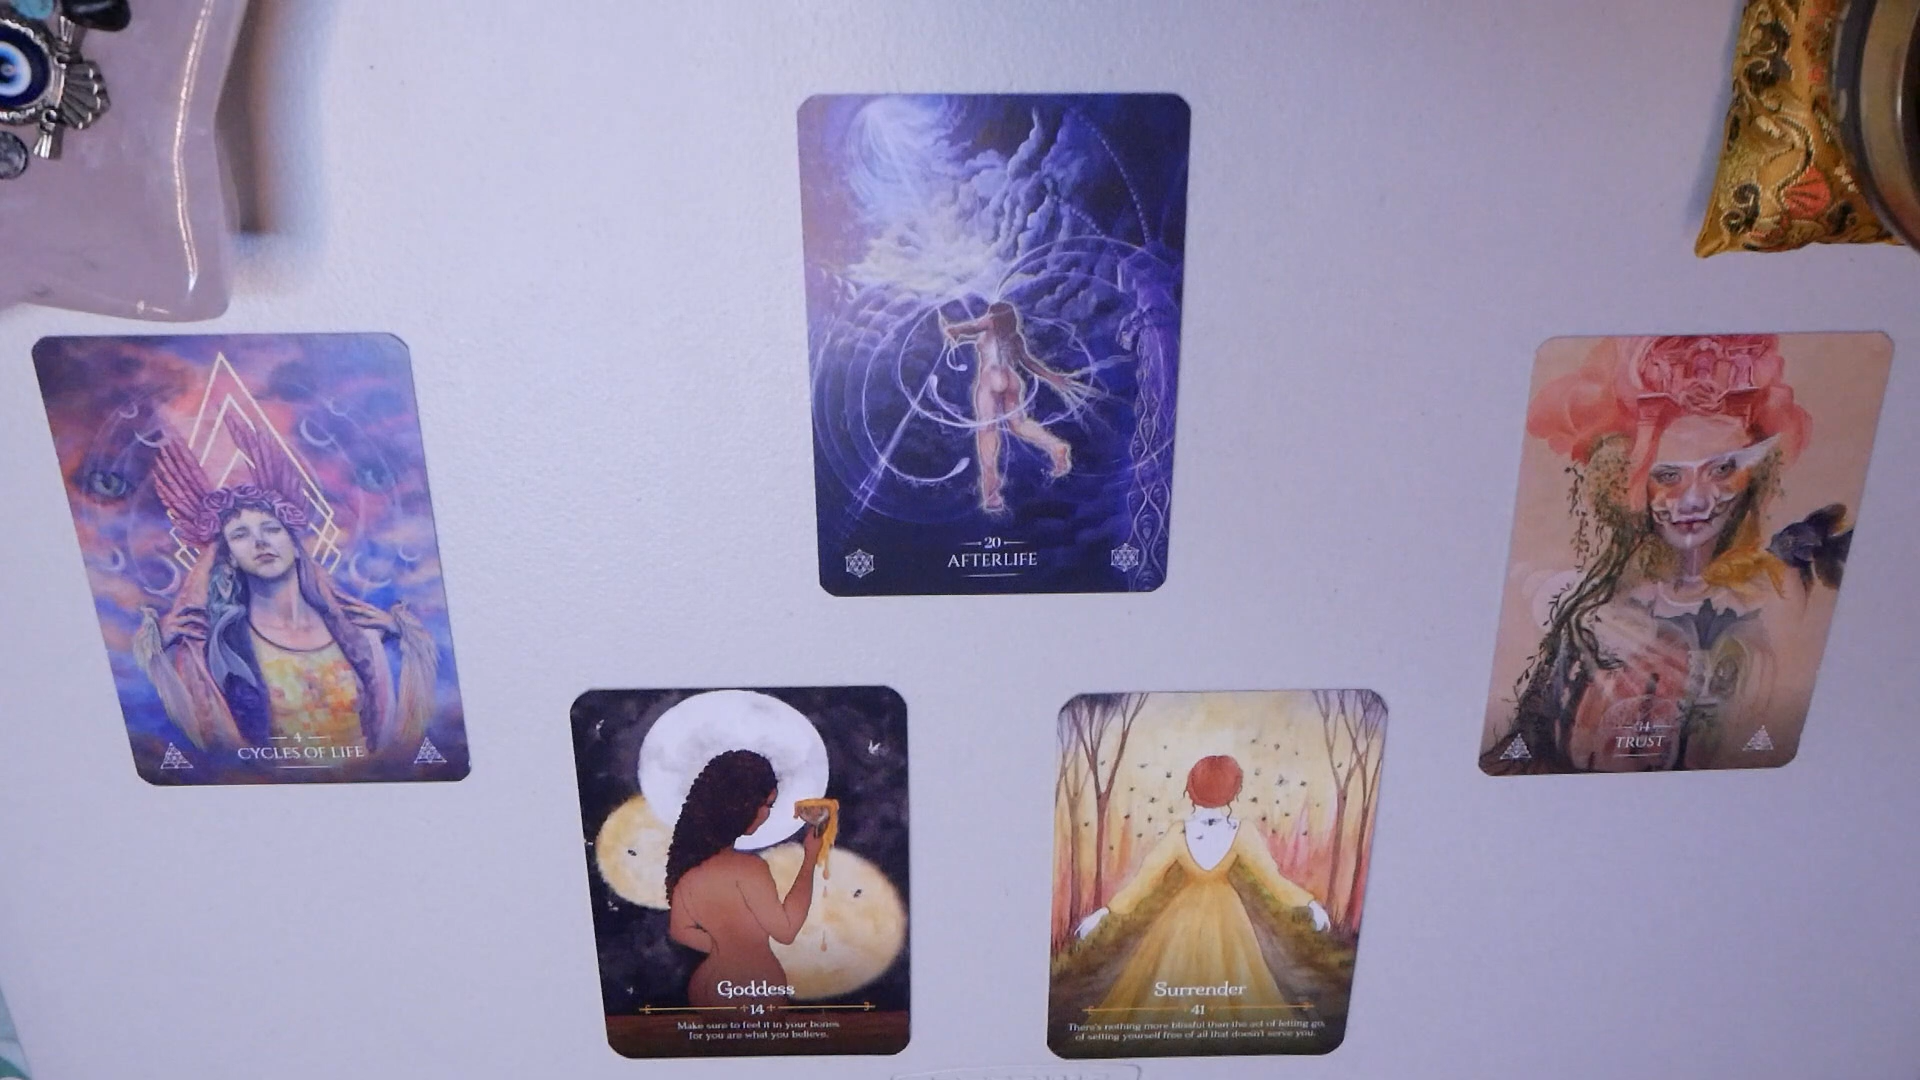 20
AFTERLIFE
4
CYCLES OF LIFE
TRUST
Goddess
14
Make sure to feel it in your bones
for you are what you believe.
Surrender
41
There's nothing more blissful than the act of letting go,
of setting yourself free of all that doesn't serve you.